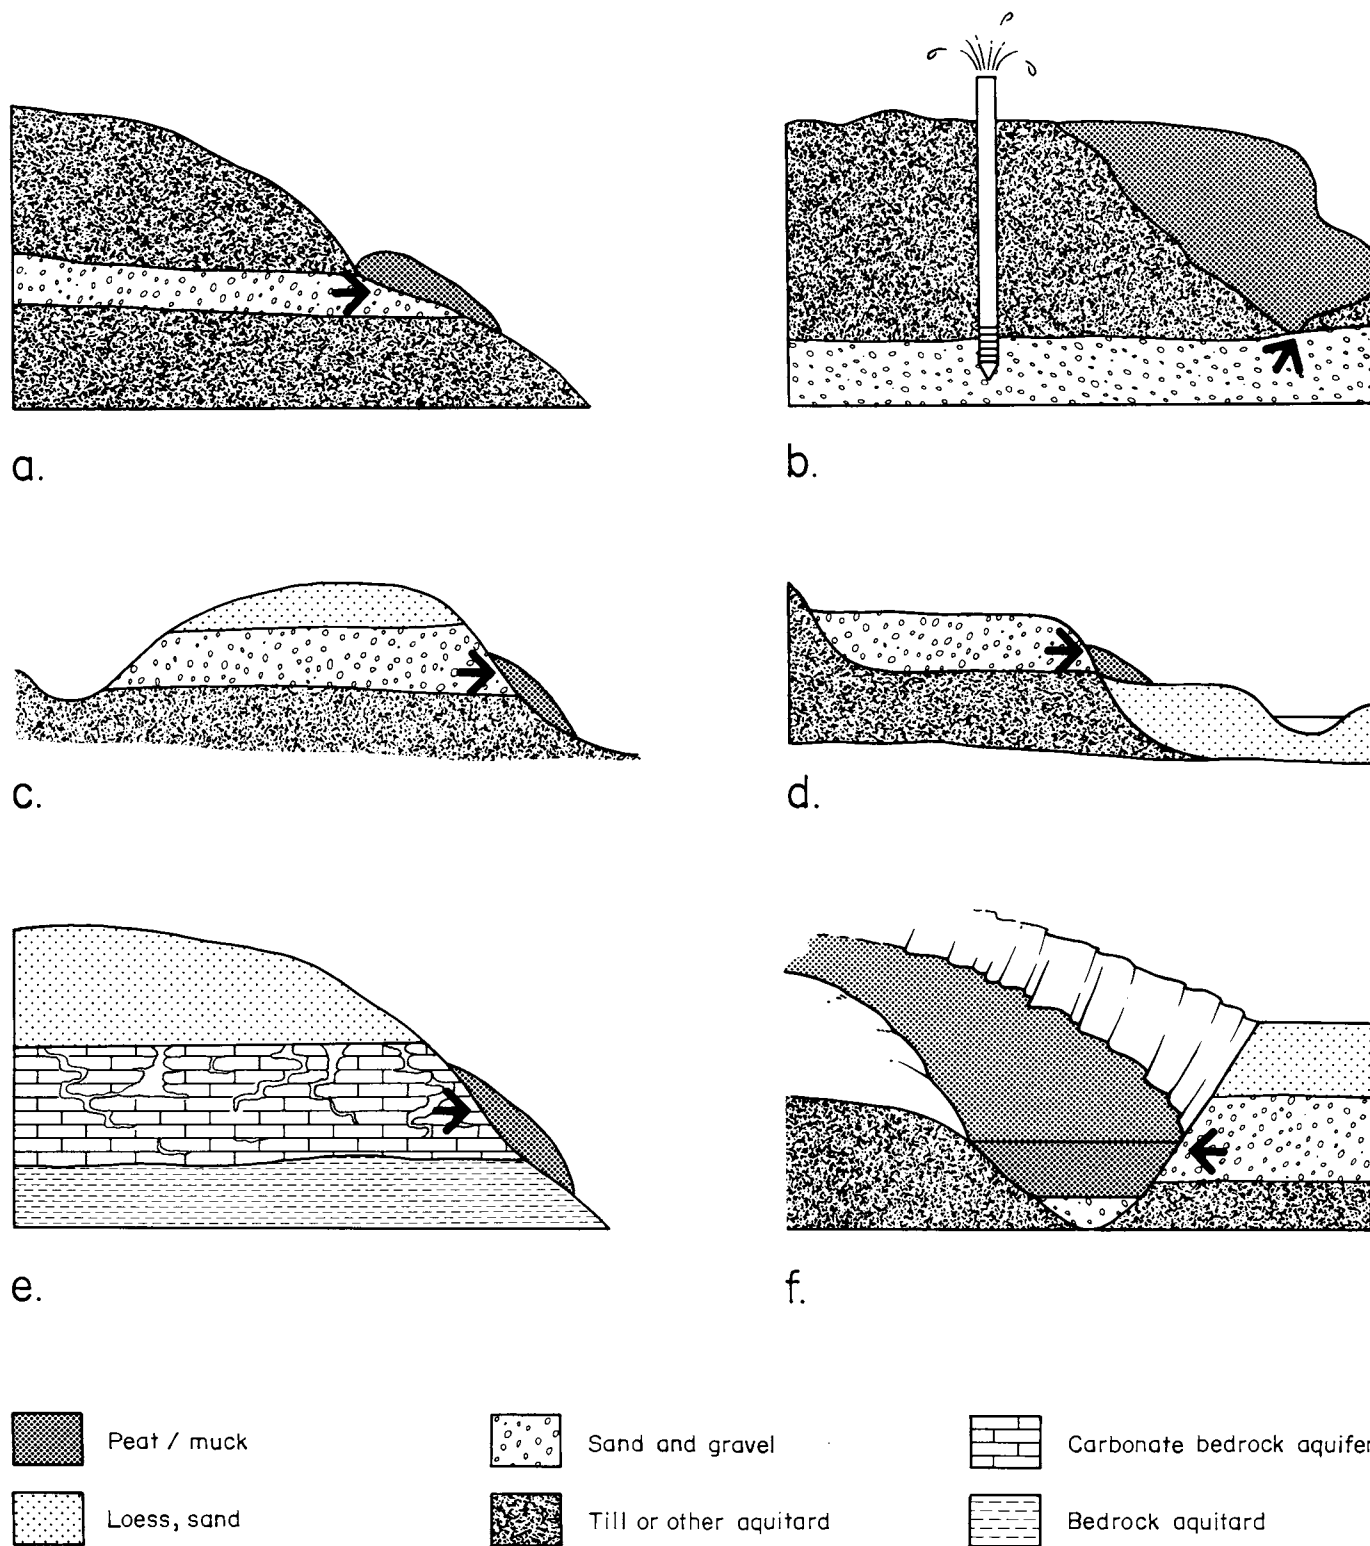 a.
b.
c.
d.
e.
f.
Peat / muck
Sand and gravel
Carbonate bedrock aquifer
Loess, sand
Till or other aquitard
Bedrock aquitard